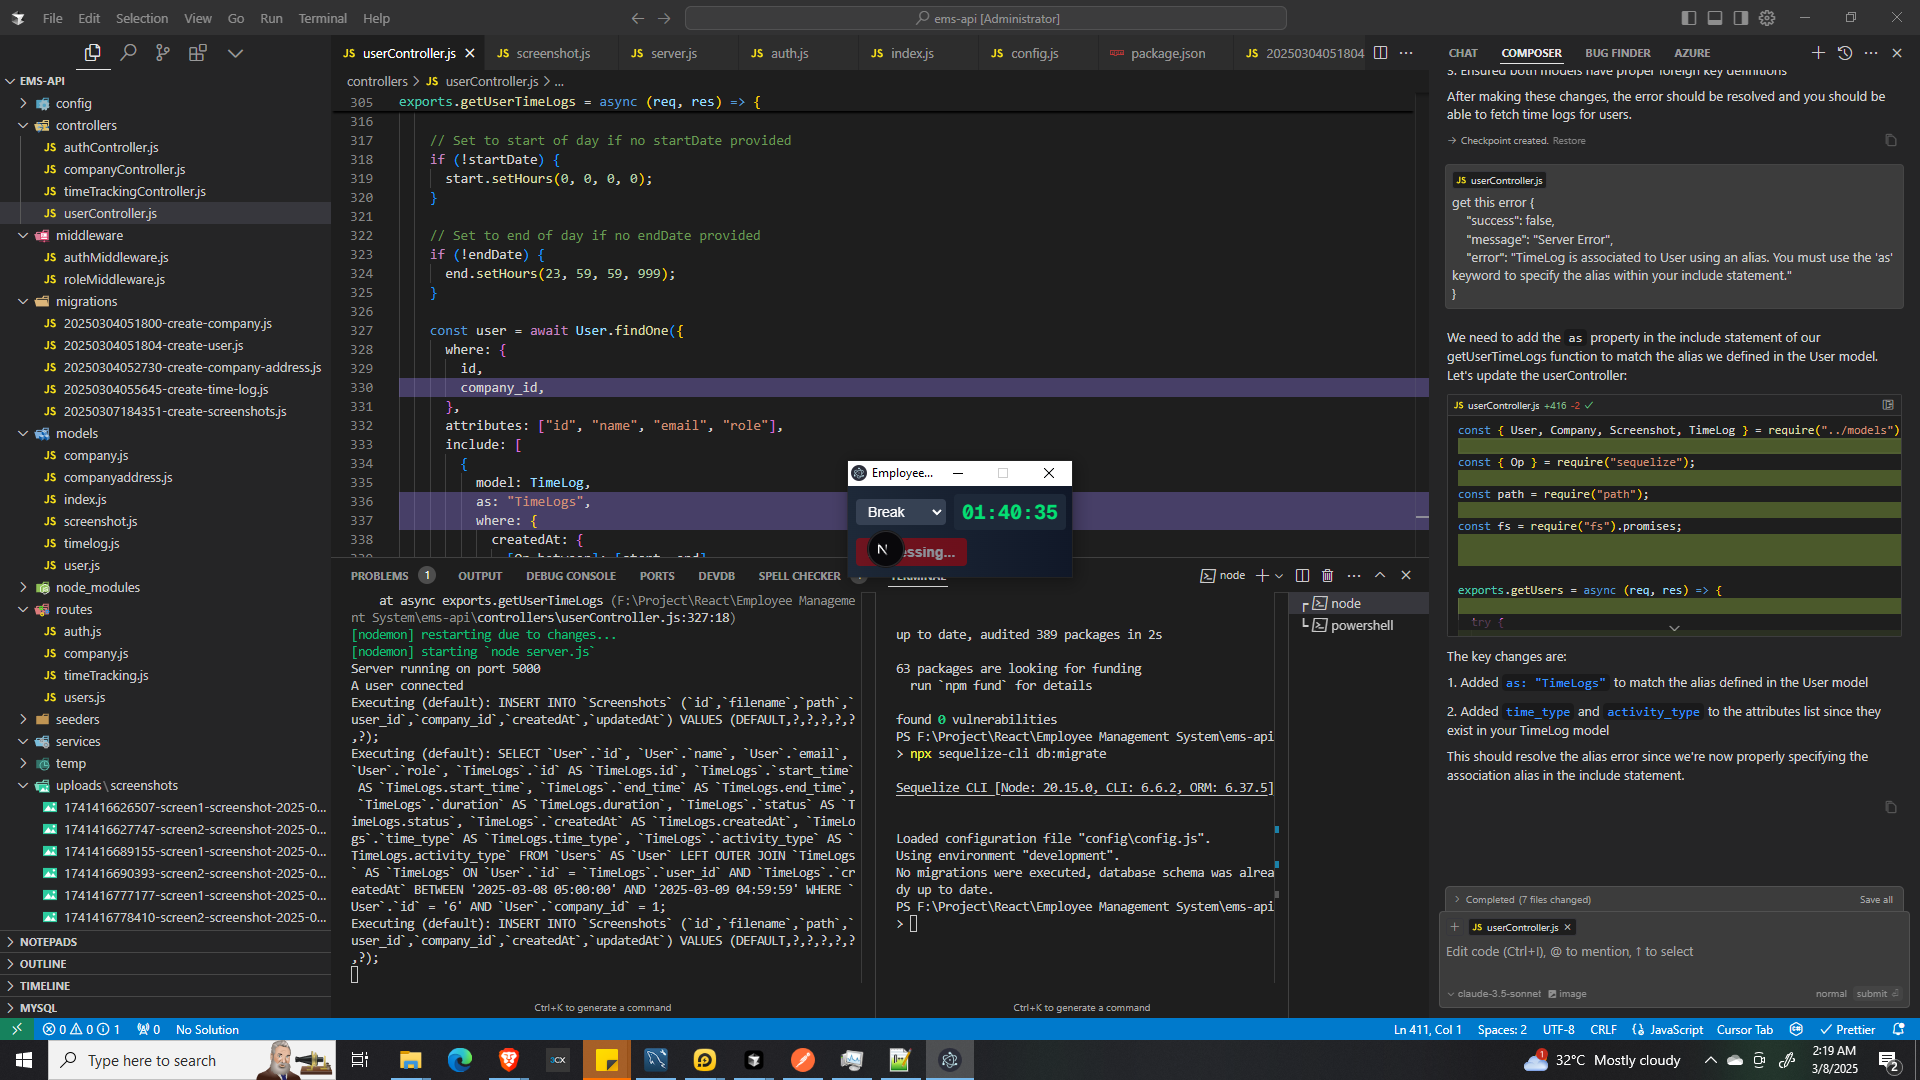 File Edit Selection View Go Run Terminal Help
ems-api [Administrator]
EMS-API
config
controllers
JS authController.js
JS companyController.js
JS timeTrackingController.js
JS userController.js
middleware
JS authMiddleware.js
JS roleMiddleware.js
migrations
JS 20250304051800-create-company.js
JS 20250304051804-create-user.js
JS 20250304052730-create-company-address.js
JS 20250304055645-create-time-log.js
JS 20250307184351-create-screenshots.js
models
JS company.js
JS companyaddress.js
JS index.js
JS screenshot.js
JS timelog.js
JS user.js
node_modules
routes
JS auth.js
JS company.js
JS timeTracking.js
JS users.js
seeders
services
temp
uploads\screenshots
1741416626507-screen1-screenshot-2025-0...
1741416627747-screen2-screenshot-2025-0...
1741416689155-screen1-screenshot-2025-0...
1741416690393-screen2-screenshot-2025-0...
1741416777177-screen1-screenshot-2025-0...
1741416778410-screen2-screenshot-2025-0...
NOTEPADS
OUTLINE
TIMELINE
MYSQL
JS userController.js JS screenshot.js JS server.js JS auth.js JS index.js JS config.js package.json JS 20250304051804
controllers > JS userController.js > ...
305 exports.getUserTimeLogs = async (req, res) => {
316
317 // Set to start of day if no startDate provided
318 if (!startDate) {
319 start.setHours(0, 0, 0, 0);
320 }
321
322 // Set to end of day if no endDate provided
323 if (!endDate) {
324 end.setHours(23, 59, 59, 999);
325 }
326
327 const user = await User.findOne({
328 where: {
329 id,
330 company_id,
331 },
332 attributes: ["id", "name", "email", "role"],
333 include: [
334 {
335 model: TimeLog,
336 as: "TimeLogs",
337 where: {
338 createdAt: {
Employee...
Break 01:40:35
N essing...
PROBLEMS 1 OUTPUT DEBUG CONSOLE PORTS DEVDB SPELL CHECKER TERMINAL
node
at async exports.getUserTimeLogs (F:\Project\React\Employee Manageme
nt System\ems-api\controllers\userController.js:327:18)
[nodemon] restarting due to changes...
[nodemon] starting `node server.js`
Server running on port 5000
A user connected
Executing (default): INSERT INTO `Screenshots` (`id`,`filename`,`path`,`
user_id`,`company_id`,`createdAt`,`updatedAt`) VALUES (DEFAULT,?,?,?,?,?
,?);
Executing (default): SELECT `User`.`id`, `User`.`name`, `User`.`email`,
`User`.`role`, `TimeLogs`.`id` AS `TimeLogs.id`, `TimeLogs`.`start_time`
AS `TimeLogs.start_time`, `TimeLogs`.`end_time` AS `TimeLogs.end_time`,
`TimeLogs`.`duration` AS `TimeLogs.duration`, `TimeLogs`.`status` AS `T
imeLogs.status`, `TimeLogs`.`createdAt` AS `TimeLogs.createdAt`, `TimeLo
gs`.`time_type` AS `TimeLogs.time_type`, `TimeLogs`.`activity_type` AS `
TimeLogs.activity_type` FROM `Users` AS `User` LEFT OUTER JOIN `TimeLogs
` AS `TimeLogs` ON `User`.`id` = `TimeLogs`.`user_id` AND `TimeLogs`.`cr
eatedAt` BETWEEN '2025-03-08 05:00:00' AND '2025-03-09 04:59:59' WHERE `
User`.`id` = '6' AND `User`.`company_id` = 1;
Executing (default): INSERT INTO `Screenshots` (`id`,`filename`,`path`,`
user_id`,`company_id`,`createdAt`,`updatedAt`) VALUES (DEFAULT,?,?,?,?,?
,?);
Ctrl+K to generate a command
up to date, audited 389 packages in 2s
63 packages are looking for funding
run `npm fund` for details
found 0 vulnerabilities
PS F:\Project\React\Employee Management System\ems-api
> npx sequelize-cli db:migrate
Sequelize CLI [Node: 20.15.0, CLI: 6.6.2, ORM: 6.37.5]
Loaded configuration file "config\config.js".
Using environment "development".
No migrations were executed, database schema was alrea
dy up to date.
PS F:\Project\React\Employee Management System\ems-api
>
Ctrl+K to generate a command
node
powershell
CHAT COMPOSER BUG FINDER AZURE
3. Ensured both models have proper foreign key definitions
After making these changes, the error should be resolved and you should be
able to fetch time logs for users.
Checkpoint created. Restore
JS userController.js
get this error {
"success": false,
"message": "Server Error",
"error": "TimeLog is associated to User using an alias. You must use the 'as'
keyword to specify the alias within your include statement."
}
We need to add the as property in the include statement of our
getUserTimeLogs function to match the alias we defined in the User model.
Let's update the userController:
JS userController.js +416 -2
const { User, Company, Screenshot, TimeLog } = require("../models")
const { Op } = require("sequelize");
const path = require("path");
const fs = require("fs").promises;
exports.getUsers = async (req, res) => {
try {
The key changes are:
1. Added as: "TimeLogs" to match the alias defined in the User model
2. Added time_type and activity_type to the attributes list since they
exist in your TimeLog model
This should resolve the alias error since we're now properly specifying the
association alias in the include statement.
Completed (7 files changed) Save all
JS userController.js
Edit code (Ctrl+I), @ to mention, ↑ to select
claude-3.5-sonnet image normal submit
0 0 1 0 No Solution
Ln 411, Col 1 Spaces: 2 UTF-8 CRLF JavaScript Cursor Tab Prettier
Type here to search
32°C Mostly cloudy
2:19 AM
3/8/2025
2